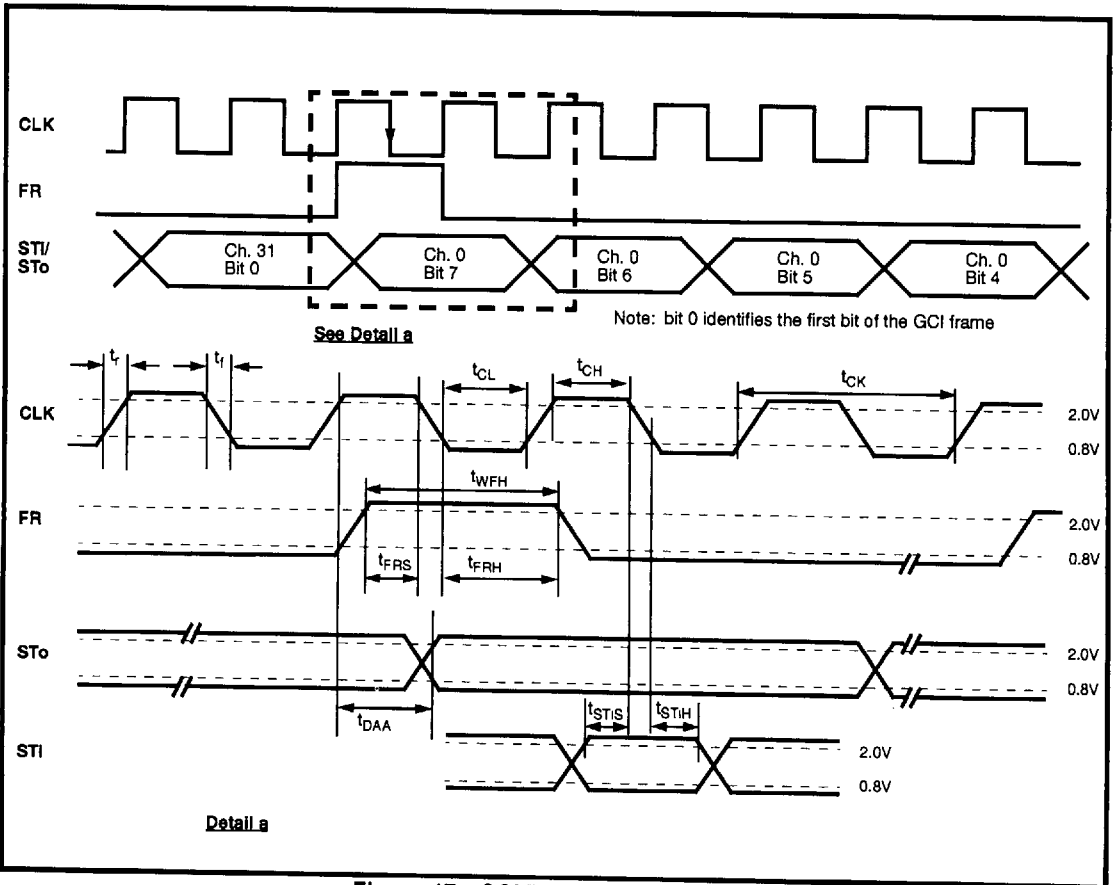 CLK
FR
STi/
STo
Ch. 31
Bit 0
Ch. 0
Bit 7
Ch. 0
Bit 6
Ch. 0
Bit 5
Ch. 0
Bit 4
Note: bit 0 identifies the first bit of the GCI frame
See Detail a
tr
tf
tCL
tCH
tCK
CLK
2.0V
0.8V
tWFH
FR
2.0V
0.8V
tFRS
tFRH
STo
2.0V
0.8V
tDAA
tSTiS
tSTiH
STi
2.0V
0.8V
Detail a